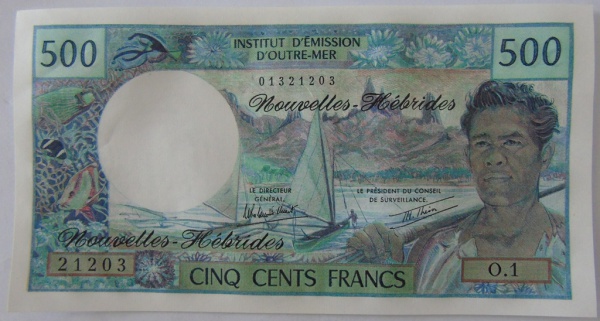 500
INSTITUT D'ÉMISSION
D'OUTRE-MER
500
01321203
Nouvelles-Hébrides
LE DIRECTEUR
GÉNÉRAL,
LE PRÉSIDENT DU CONSEIL
DE SURVEILLANCE,
Nouvelles-Hébrides
21203
CINQ CENTS FRANCS
O.1